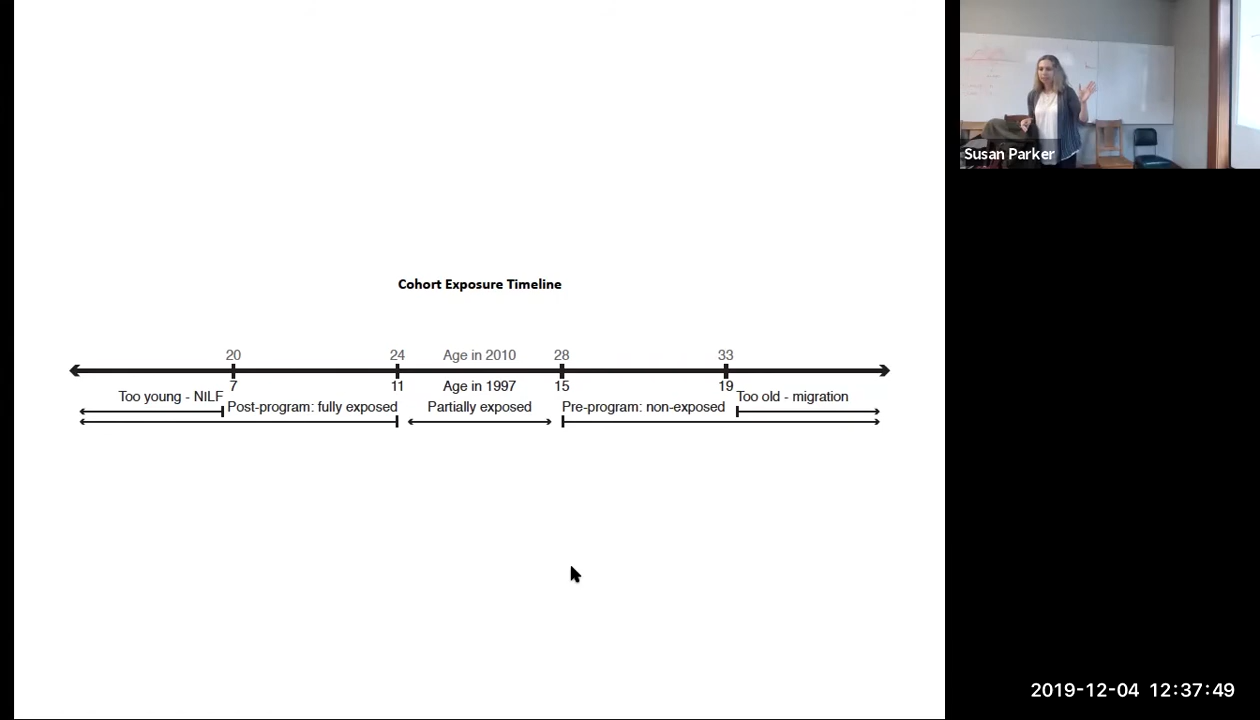 Cohort Exposure Timeline
20 24 Age in 2010 28 33
7 11 Age in 1997 15 19
Too young - NILF Too old - migration
Post-program: fully exposed Partially exposed Pre-program: non-exposed
Susan Parker
2019-12-04 12:37:49